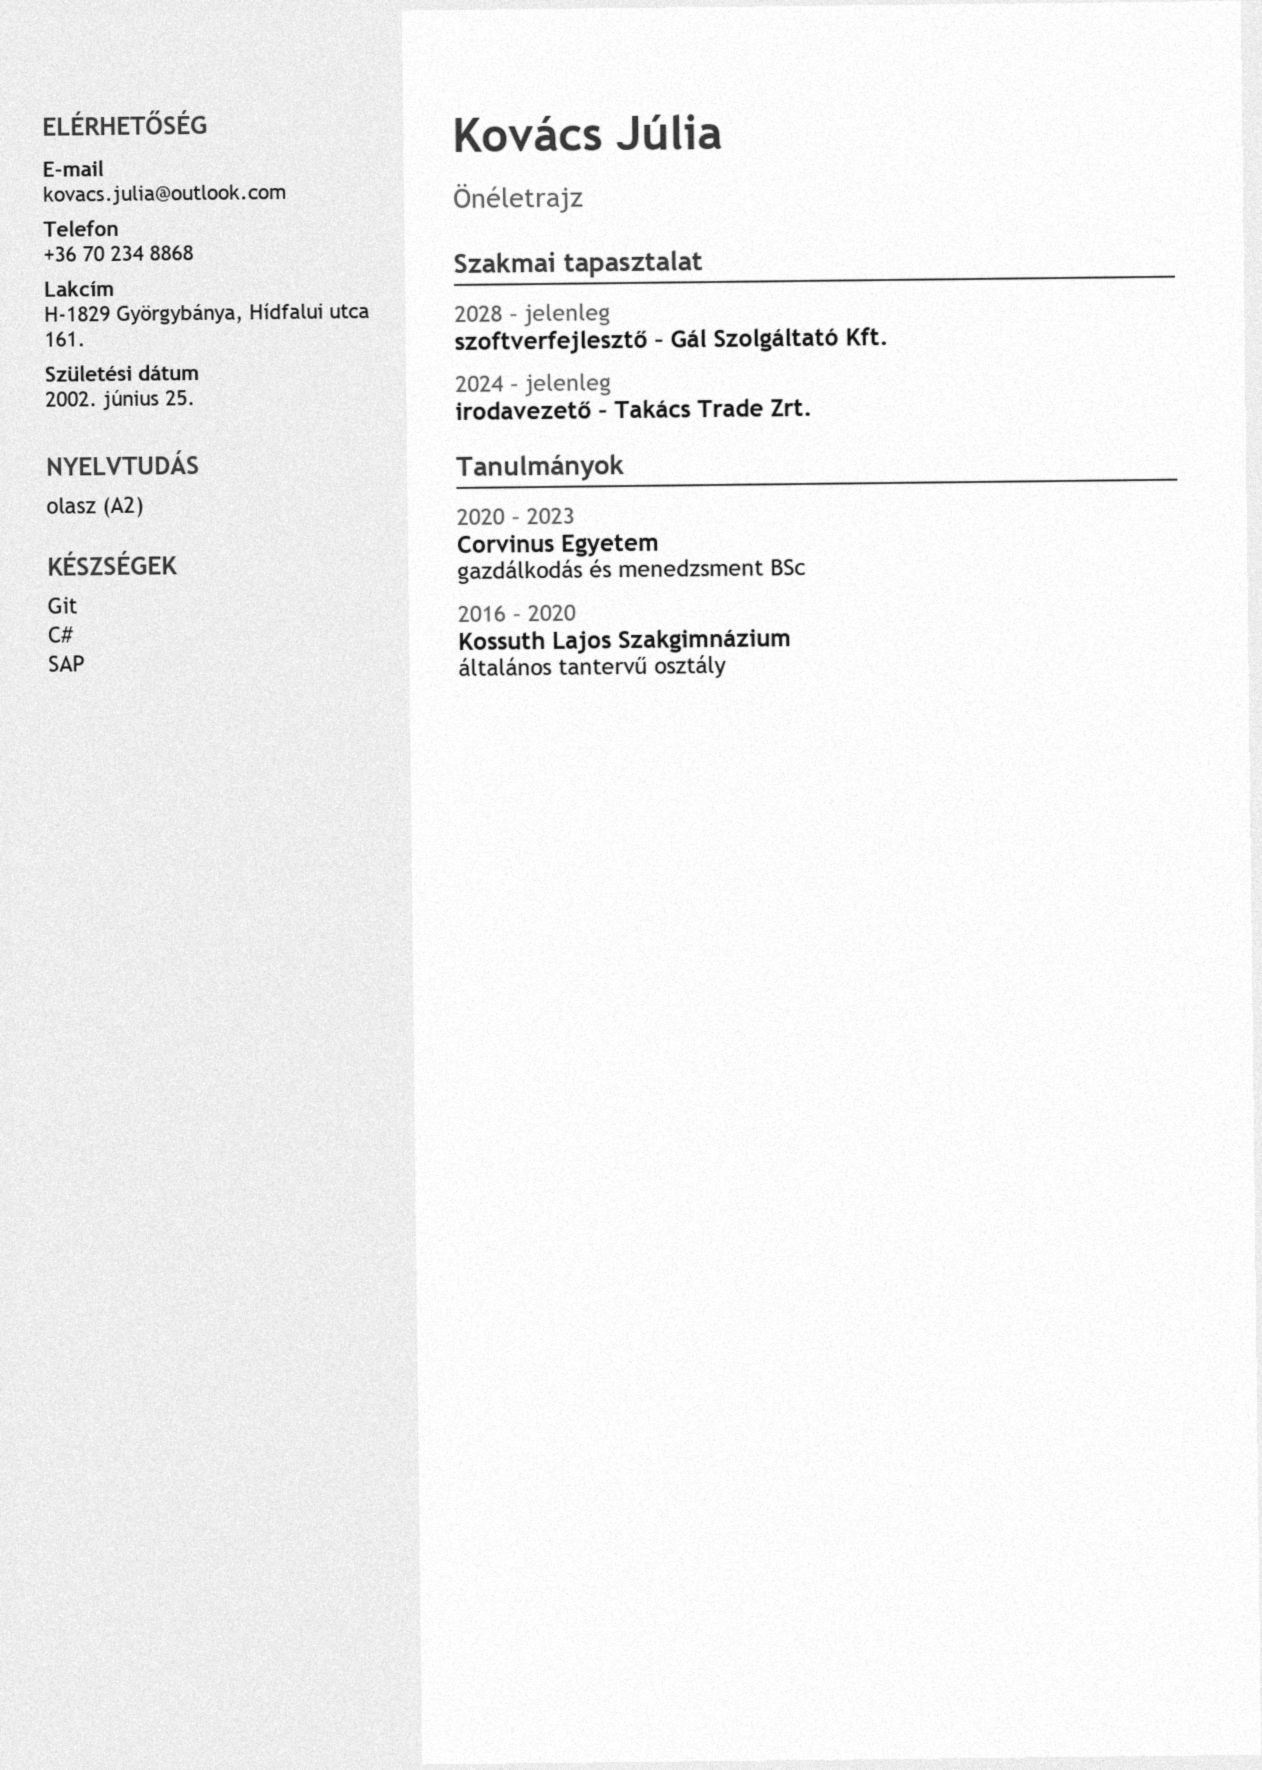 ELÉRHETŐSÉG
E-mail
kovacs.julia@outlook.com
Telefon
+36 70 234 8868
Lakcím
H-1829 Györgybánya, Hídfalui utca
161.
Születési dátum
2002. június 25.
NYELVTUDÁS
olasz (A2)
KÉSZSÉGEK
Git
C#
SAP
Kovács Júlia
Önéletrajz
Szakmai tapasztalat
2028 - jelenleg
szoftverfejlesztő – Gál Szolgáltató Kft.
2024 - jelenleg
irodavezető – Takács Trade Zrt.
Tanulmányok
2020 - 2023
Corvinus Egyetem
gazdálkodás és menedzsment BSc
2016 - 2020
Kossuth Lajos Szakgimnázium
általános tantervű osztály